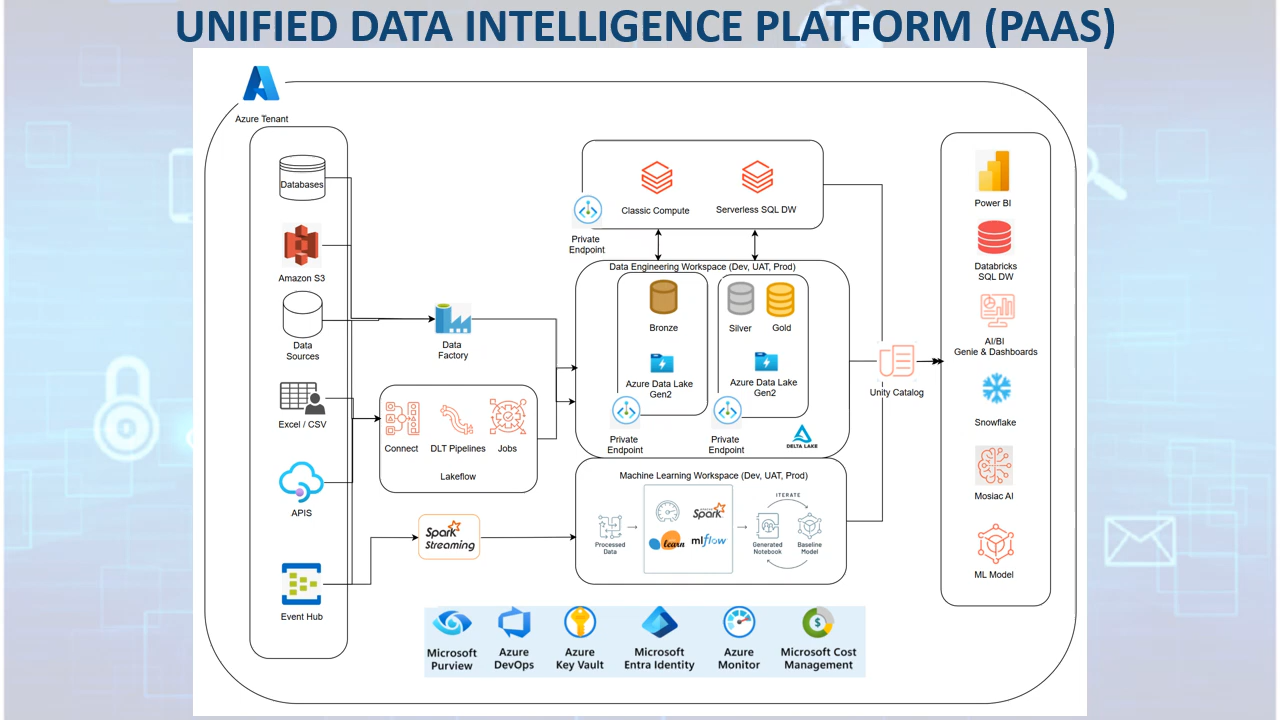 UNIFIED DATA INTELLIGENCE PLATFORM (PAAS)
Azure Tenant
Databases
Amazon S3
Data
Sources
Excel / CSV
APIS
Event Hub
Data
Factory
Connect
DLT Pipelines
Jobs
Lakeflow
Spark
Streaming
Classic Compute
Serverless SQL DW
Private
Endpoint
Data Engineering Workspace (Dev, UAT, Prod)
Bronze
Silver
Gold
Azure Data Lake
Gen2
Azure Data Lake
Gen2
Private
Endpoint
Private
Endpoint
DELTA LAKE
Machine Learning Workspace (Dev, UAT, Prod)
Processed
Data
Spark
learn
mlflow
ITERATE
Generated
Notebook
Baseline
Model
Unity Catalog
Power BI
Databricks
SQL DW
AI/BI
Genie & Dashboards
Snowflake
Mosiac AI
ML Model
Microsoft
Purview
Azure
DevOps
Azure
Key Vault
Microsoft
Entra Identity
Azure
Monitor
Microsoft Cost
Management